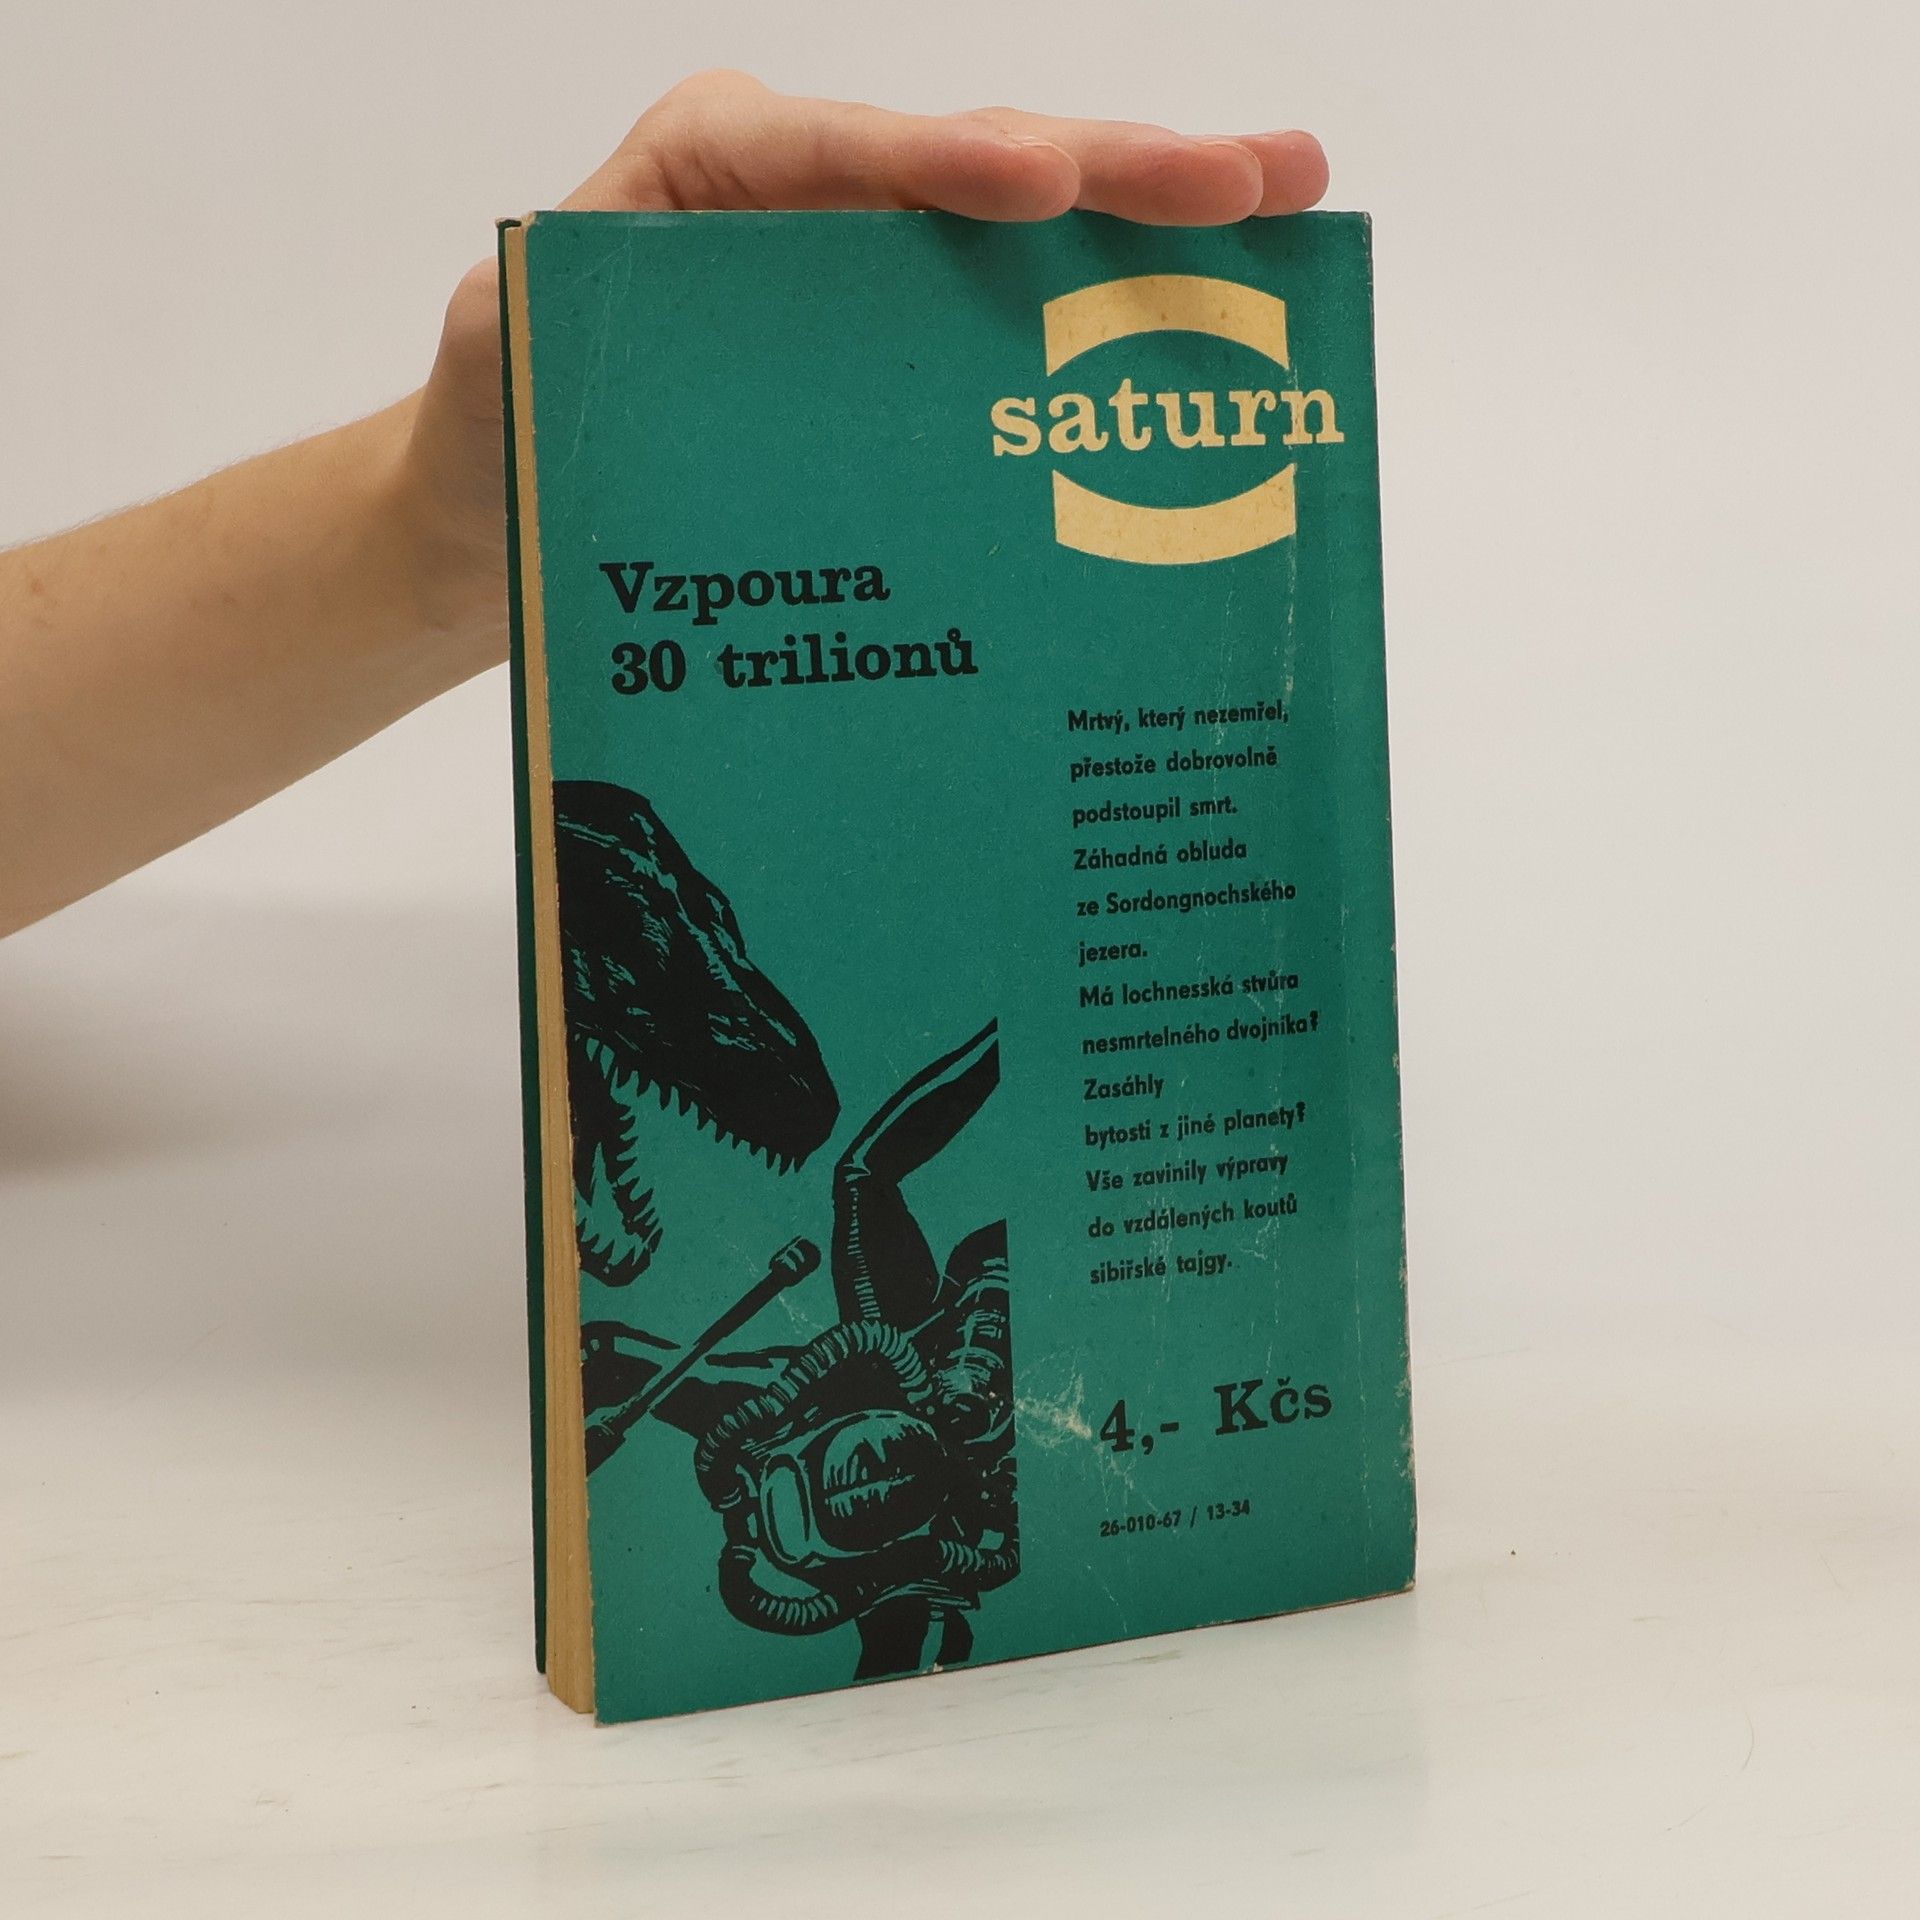 saturn
Vzpoura
30 trilionů
Mrtvý, který nezemřel,
přestože dobrovolně
podstoupil smrt.
Záhadná obluda
ze Sordongnochského
jezera.
Má lochnesská stvůra
nesmrtelného dvojníka?
Zasáhly
bytosti z jiné planety?
Vše zavinily výpravy
do vzdálených koutů
sibiřské tajgy.
4,- Kčs
26-010-67 / 13-34